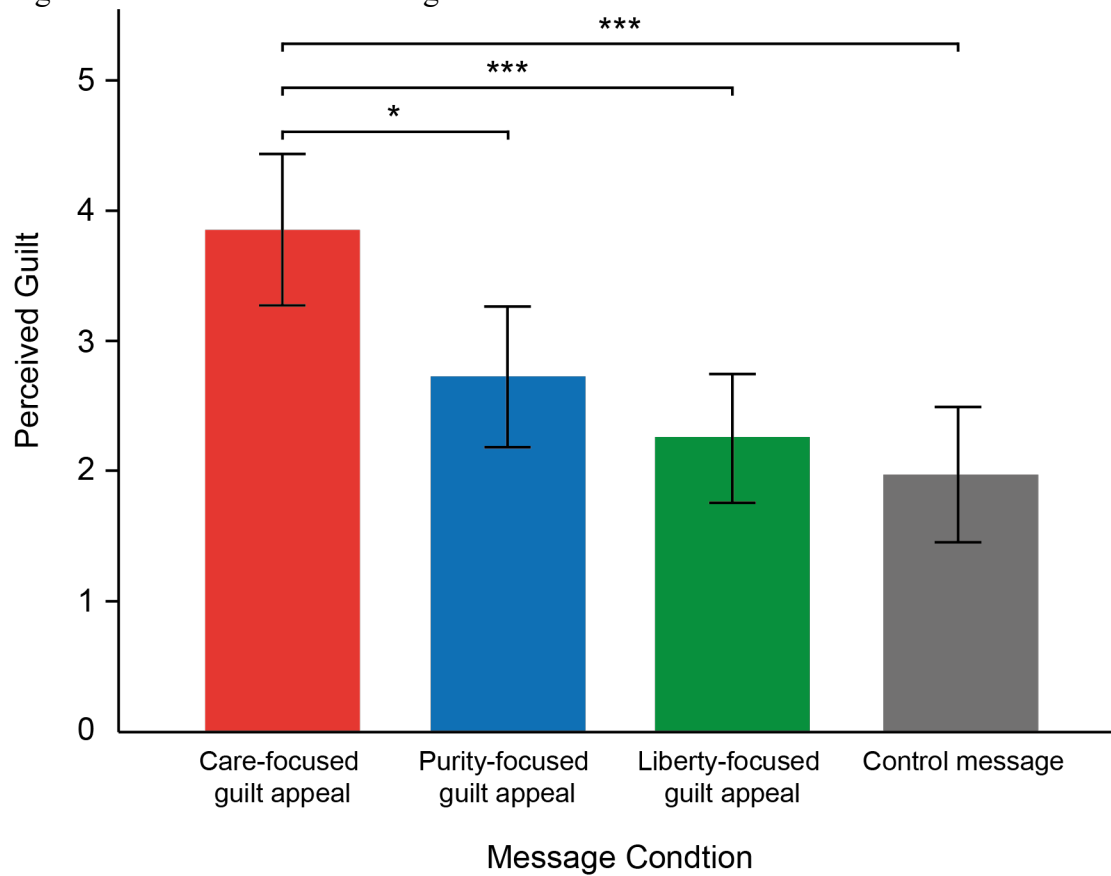 ***
***
*
5
4
3
2
1
0
Perceived Guilt
Care-focused
guilt appeal
Purity-focused
guilt appeal
Liberty-focused
guilt appeal
Control message
Message Condtion